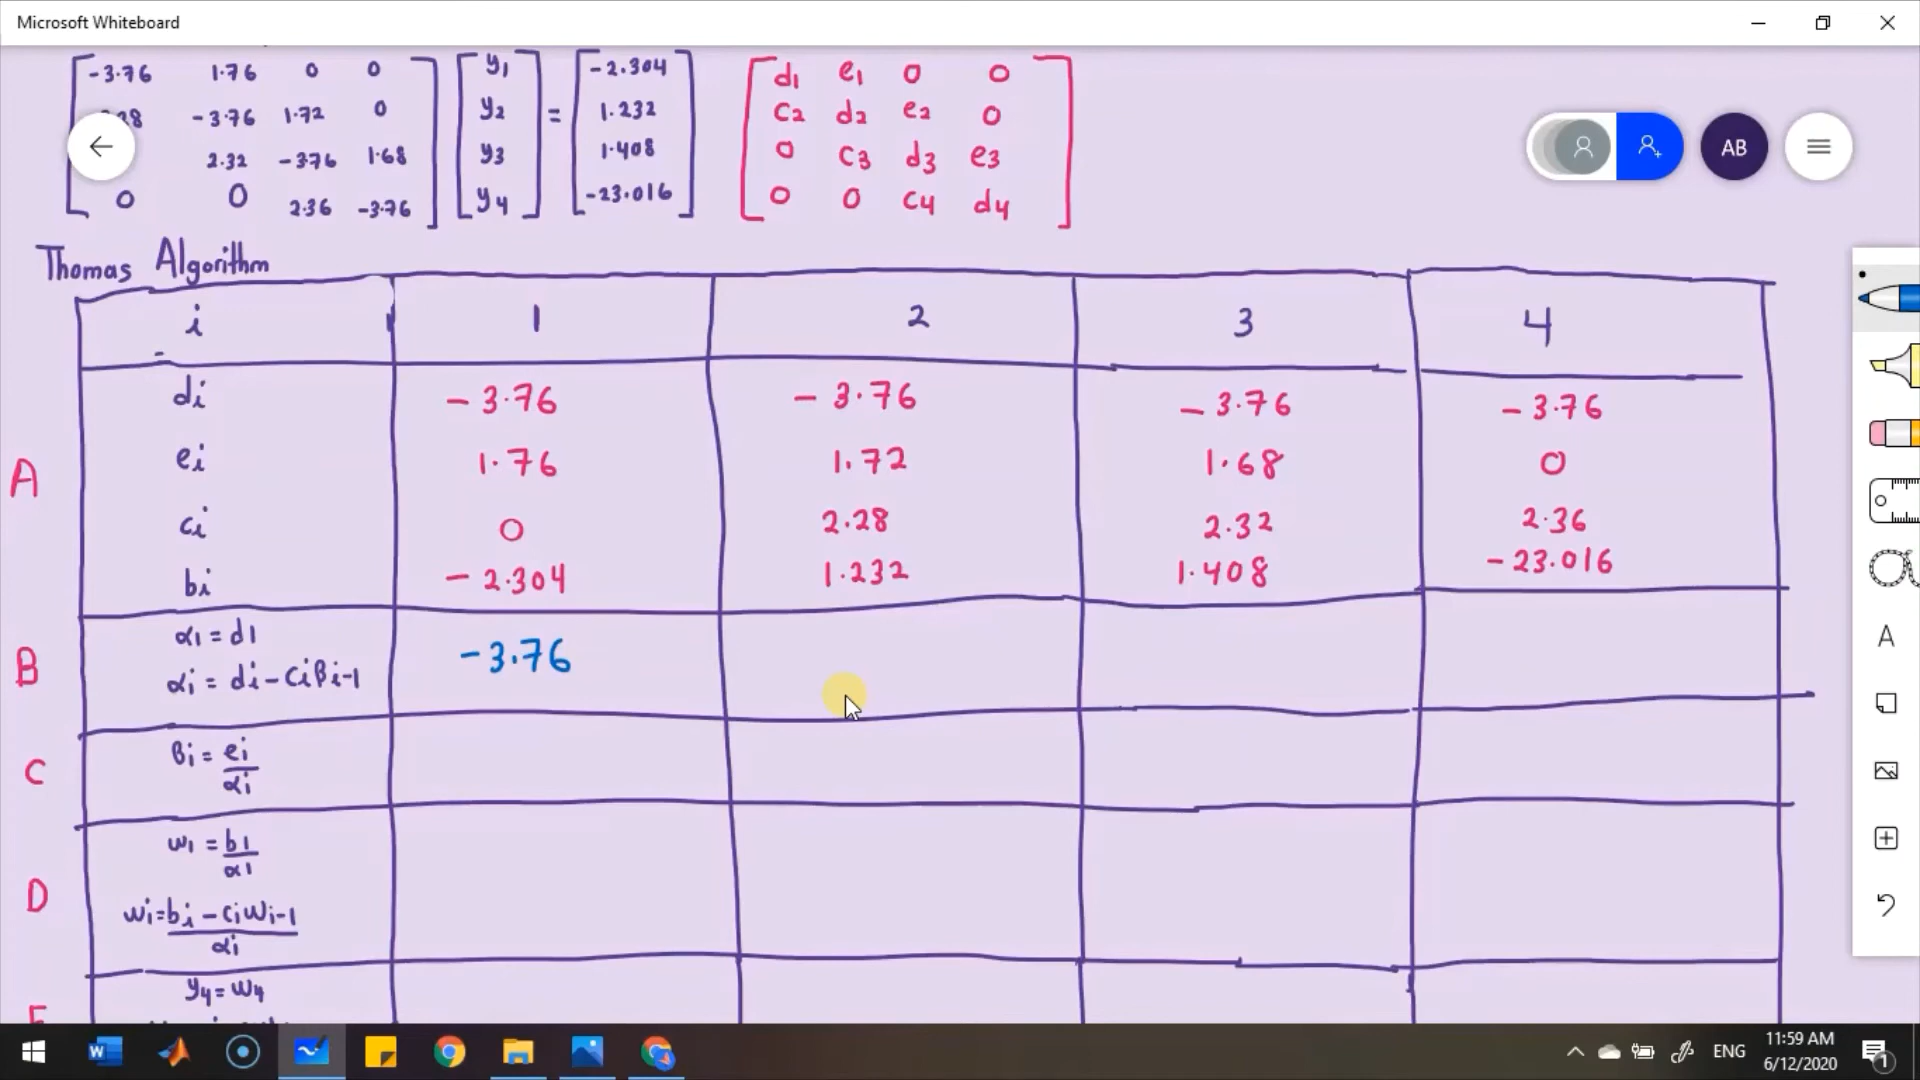 Microsoft Whiteboard
-3.76 1.76 0 0 y1 -2.304 d1 e1 0 0
28 -3.76 1.72 0 y2 = 1.232 c2 d2 e2 0
2.32 -3.76 1.68 y3 1.408 0 c3 d3 e3
0 0 2.36 -3.76 y4 -23.016 0 0 c4 d4
AB
Thomas Algorithm
i 1 2 3 4
di -3.76 -3.76 -3.76 -3.76
A
ei 1.76 1.72 1.68 0
ci 0 2.28 2.32 2.36
bi -2.304 1.232 1.408 -23.016
B
α1 = d1
αi = di - ciβi-1
-3.76
C
βi = ei/αi
D
w1 = b1/α1
wi = bi - ciwi-1/αi
y4 = w4
A
ENG
11:59 AM
6/12/2020
1